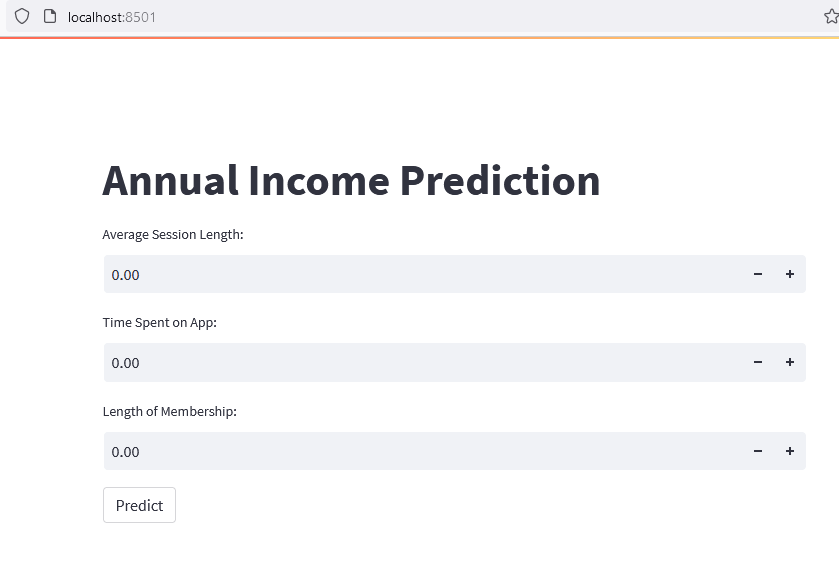 localhost:8501
Annual Income Prediction
Average Session Length:
0.00
Time Spent on App:
0.00
Length of Membership:
0.00
Predict